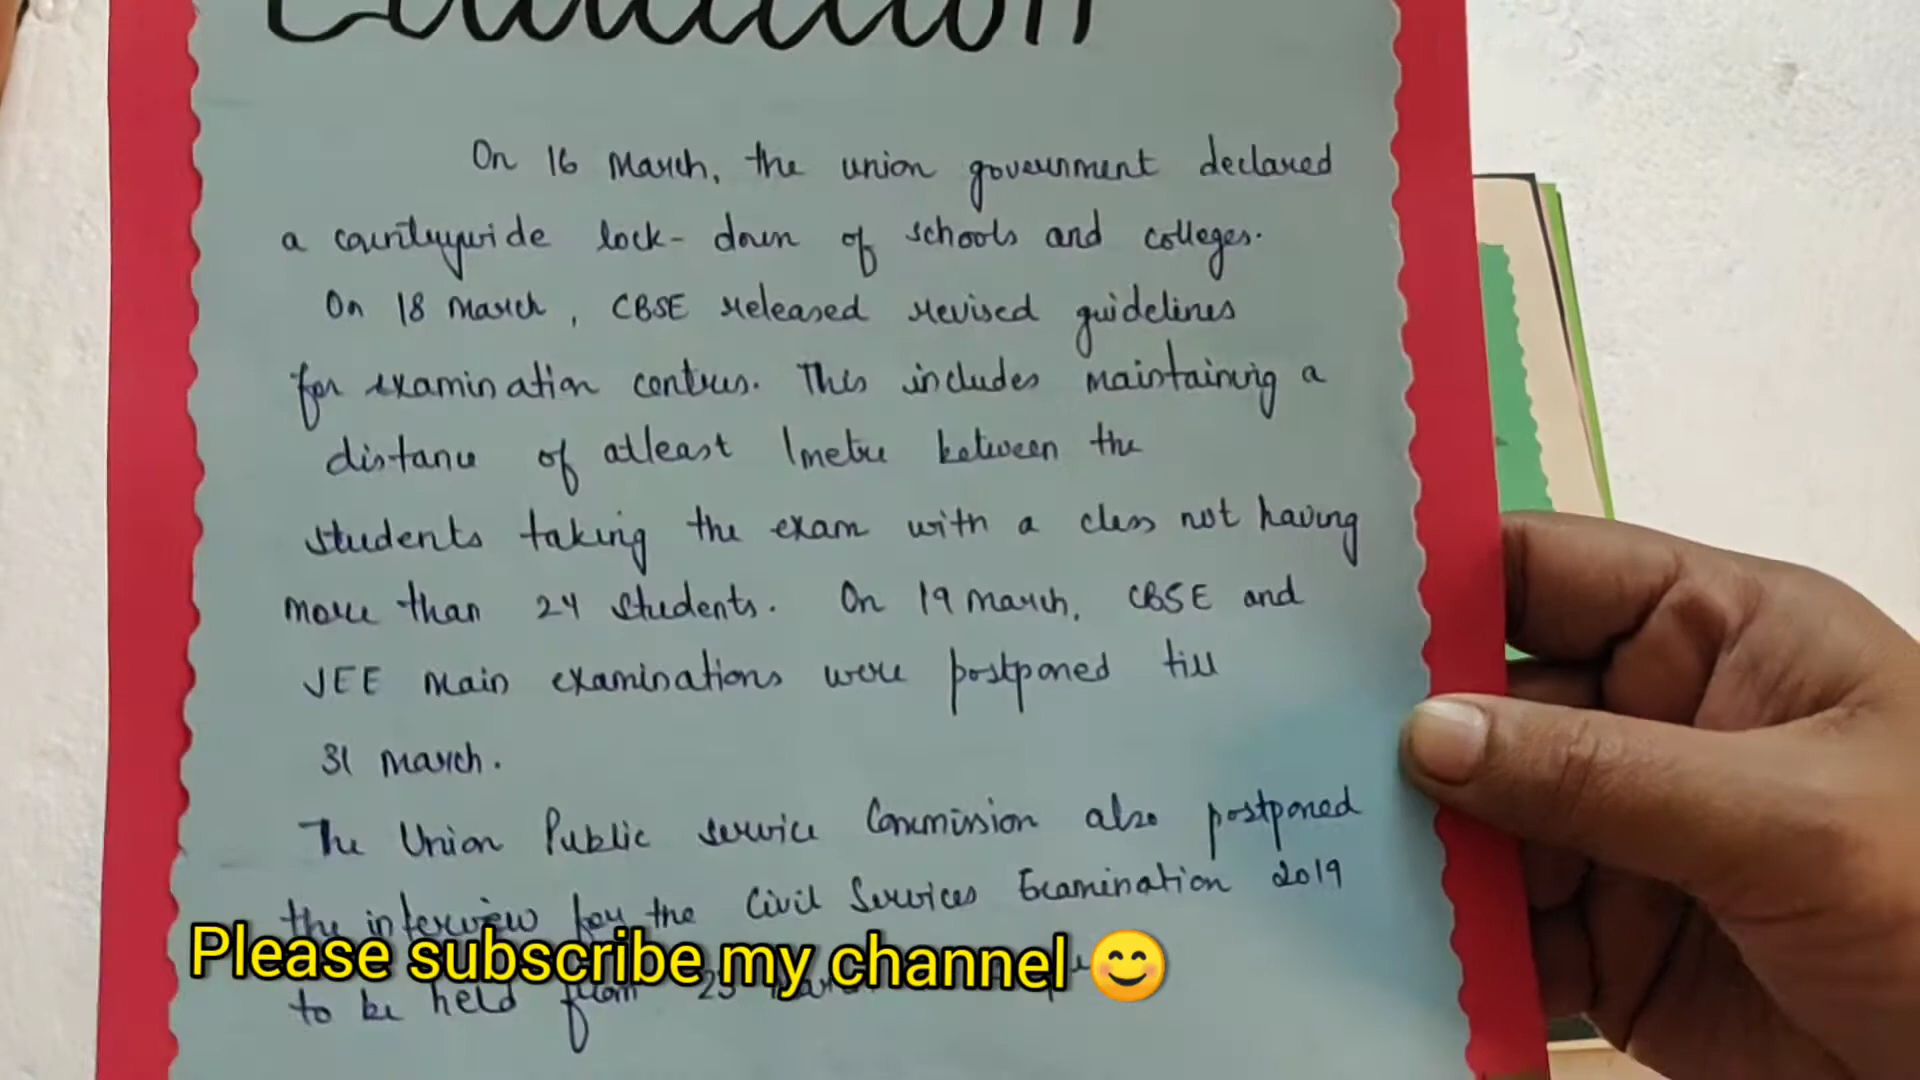 On 16 March, the union government declared
a countrywide lock-down of schools and colleges.
On 18 March, CBSE released revised guidelines
for examination centres. This includes maintaining a
distance of atleast 1metre between the
students taking the exam with a class not having
more than 24 students. On 19 March, CBSE and
JEE main examinations were postponed till
31 March.
The Union Public service Commission also postponed
the interview for the Civil Services Examination 2019
Please subscribe my channel 😊
to be held from 23